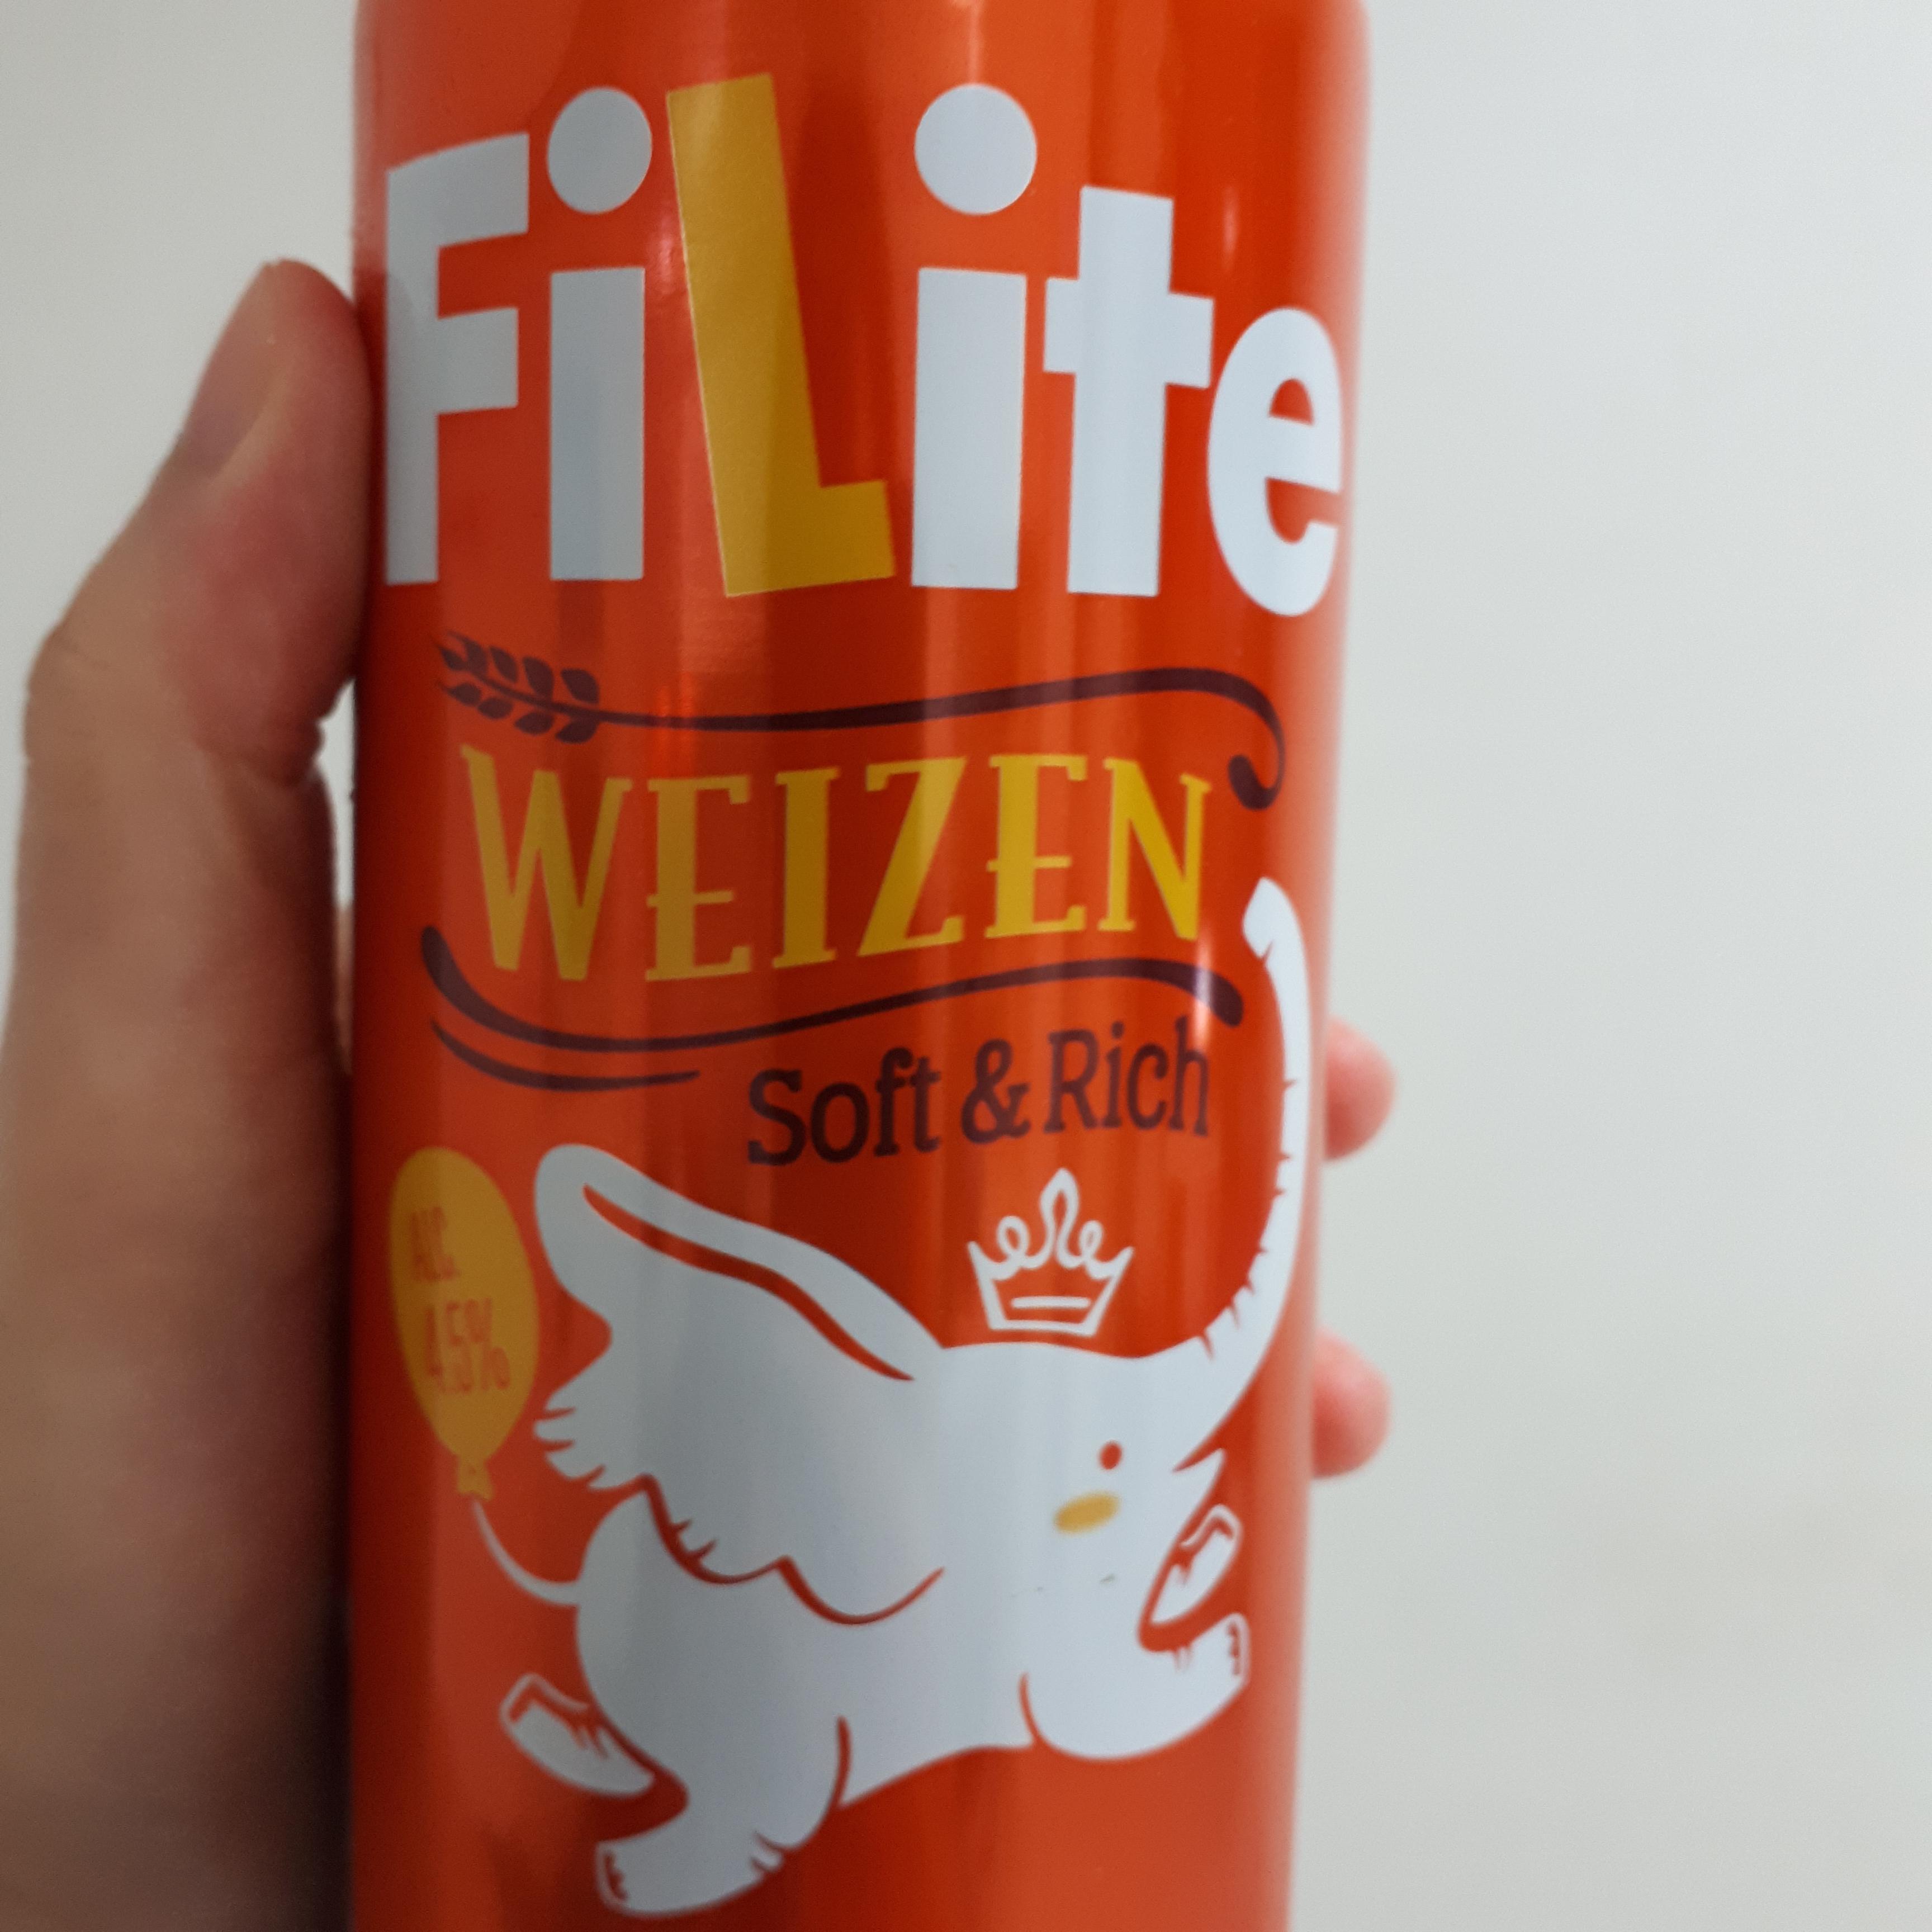 FiLite
WEIZEN
Soft & Rich
ALC.
4.5%